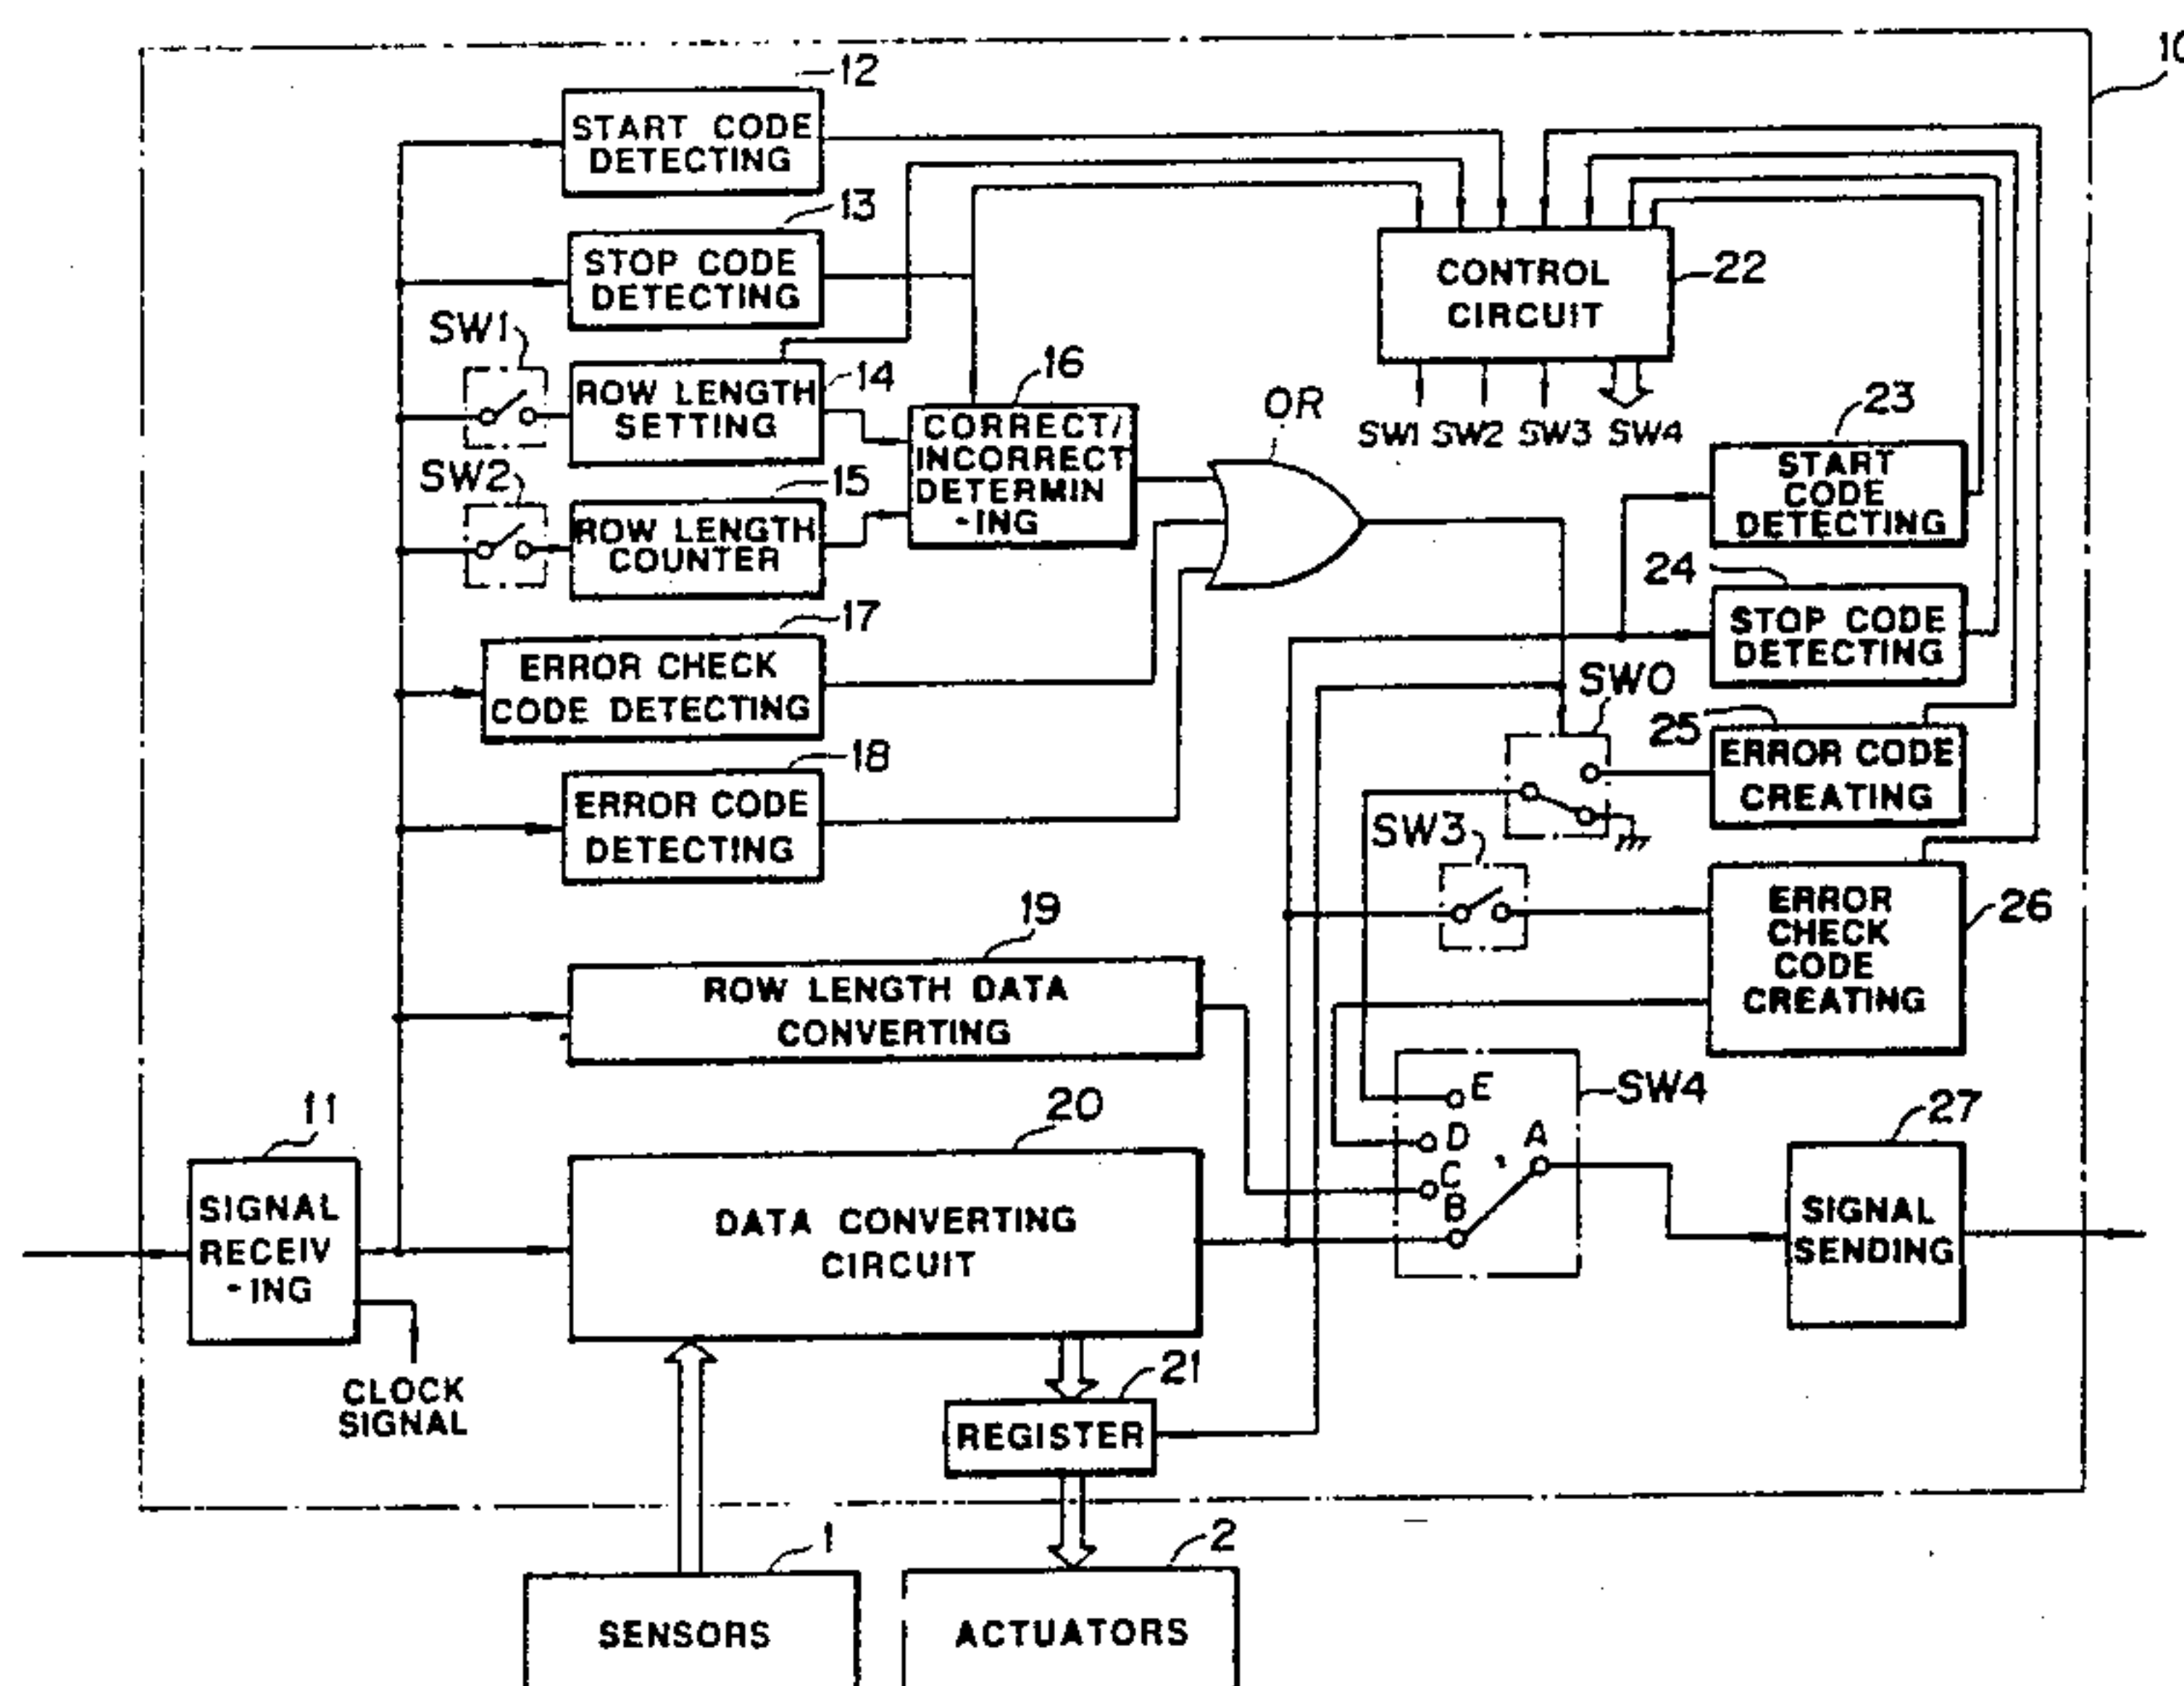 10
12
START CODE
DETECTING
13
STOP CODE
DETECTING
SW1
14
ROW LENGTH
SETTING
SW2
15
ROW LENGTH
COUNTER
16
CORRECT/
INCORRECT
DETERMIN
-ING
OR
22
CONTROL
CIRCUIT
SW1 SW2 SW3 SW4
23
START
CODE
DETECTING
24
STOP CODE
DETECTING
17
ERROR CHECK
CODE DETECTING
SW0
25
ERROR CODE
CREATING
18
ERROR CODE
DETECTING
SW3
26
ERROR
CHECK
CODE
CREATING
19
ROW LENGTH DATA
CONVERTING
SW4
E
D
C
B
A
11
SIGNAL
RECEIV
-ING
CLOCK
SIGNAL
20
DATA CONVERTING
CIRCUIT
27
SIGNAL
SENDING
21
REGISTER
1
SENSORS
2
ACTUATORS